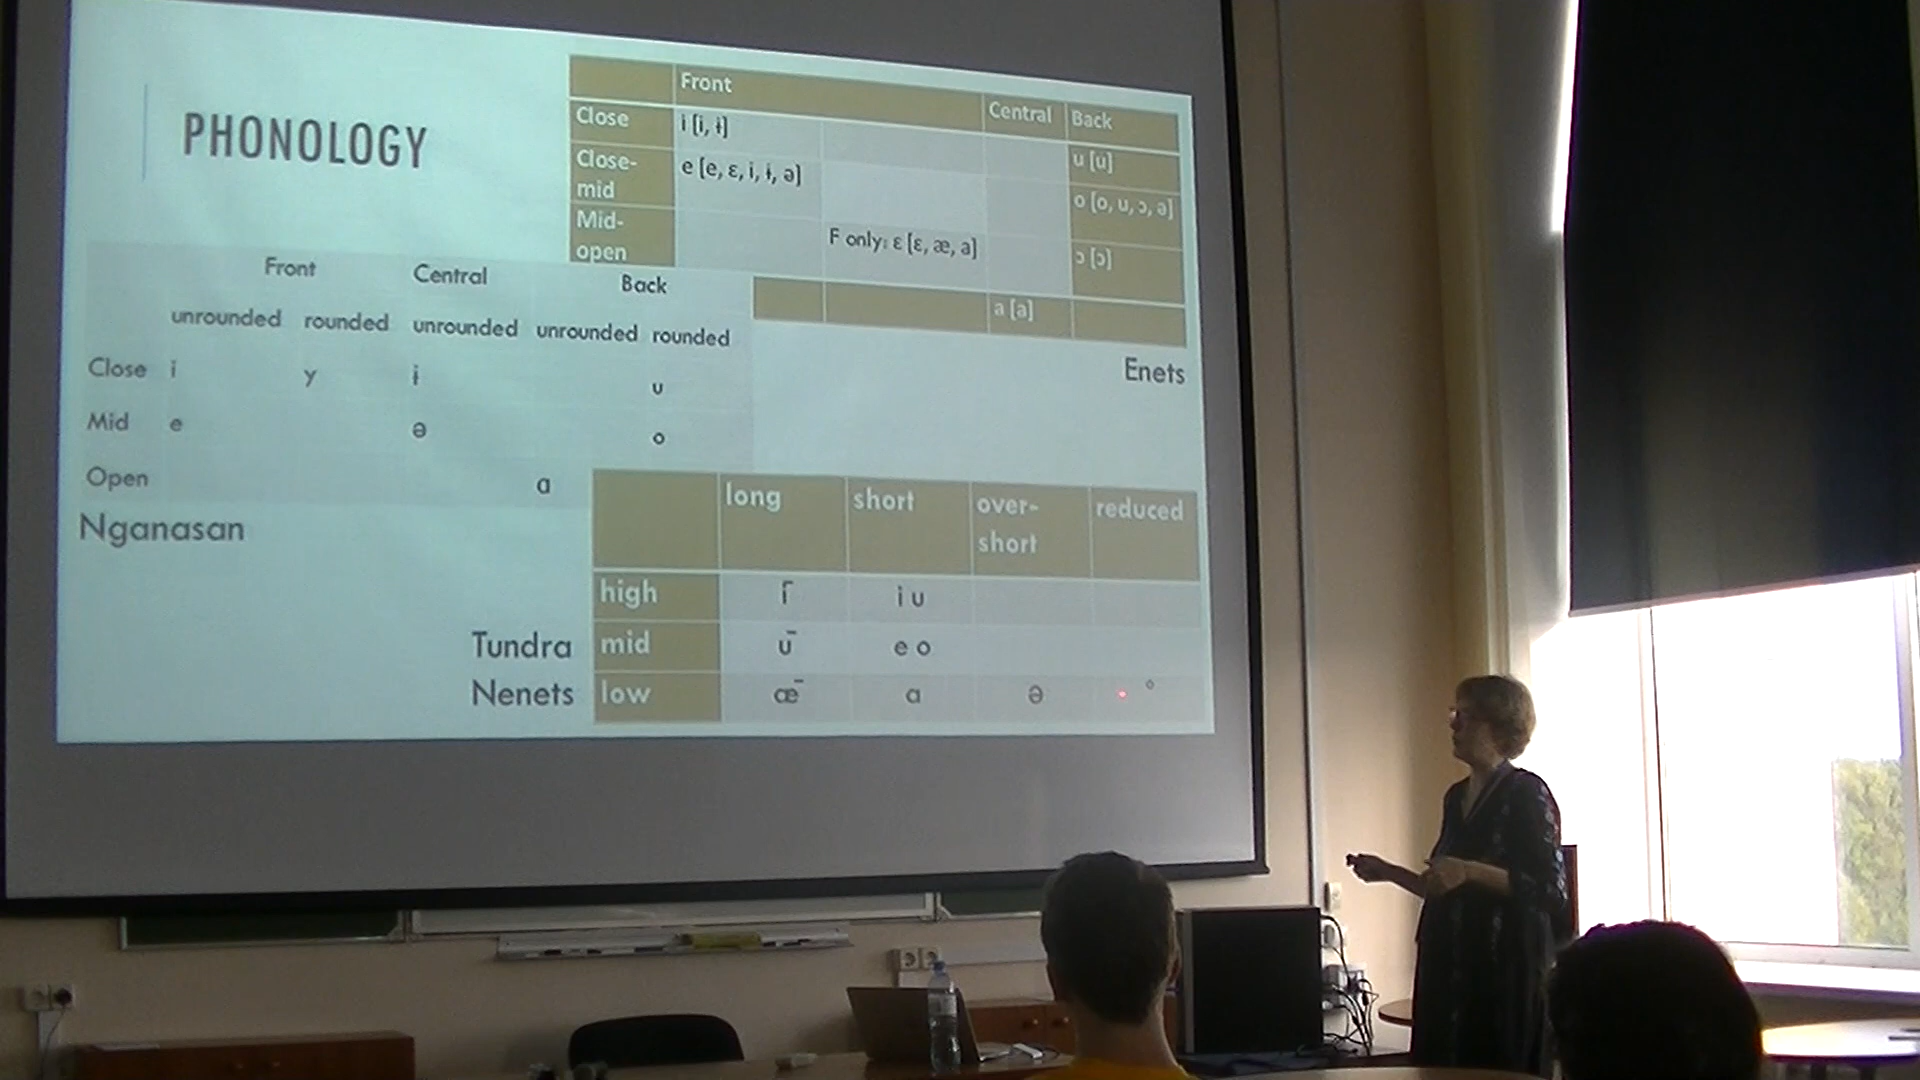 PHONOLOGY
Front Central Back
Close i [i, ɨ] u [u]
Close-mid e [e, ɛ, i, ɨ, ə] o [o, u, ɔ, ə]
Mid-open F only: ɛ [ɛ, æ, a] ɔ [ɔ]
a [a]
Enets
Front Central Back
unrounded rounded unrounded unrounded rounded
Close i y ɨ u
Mid e ə o
Open ɑ
Nganasan
long short over-short reduced
high ī i u
mid ū e o
low ǣ ɑ ə °
Tundra
Nenets